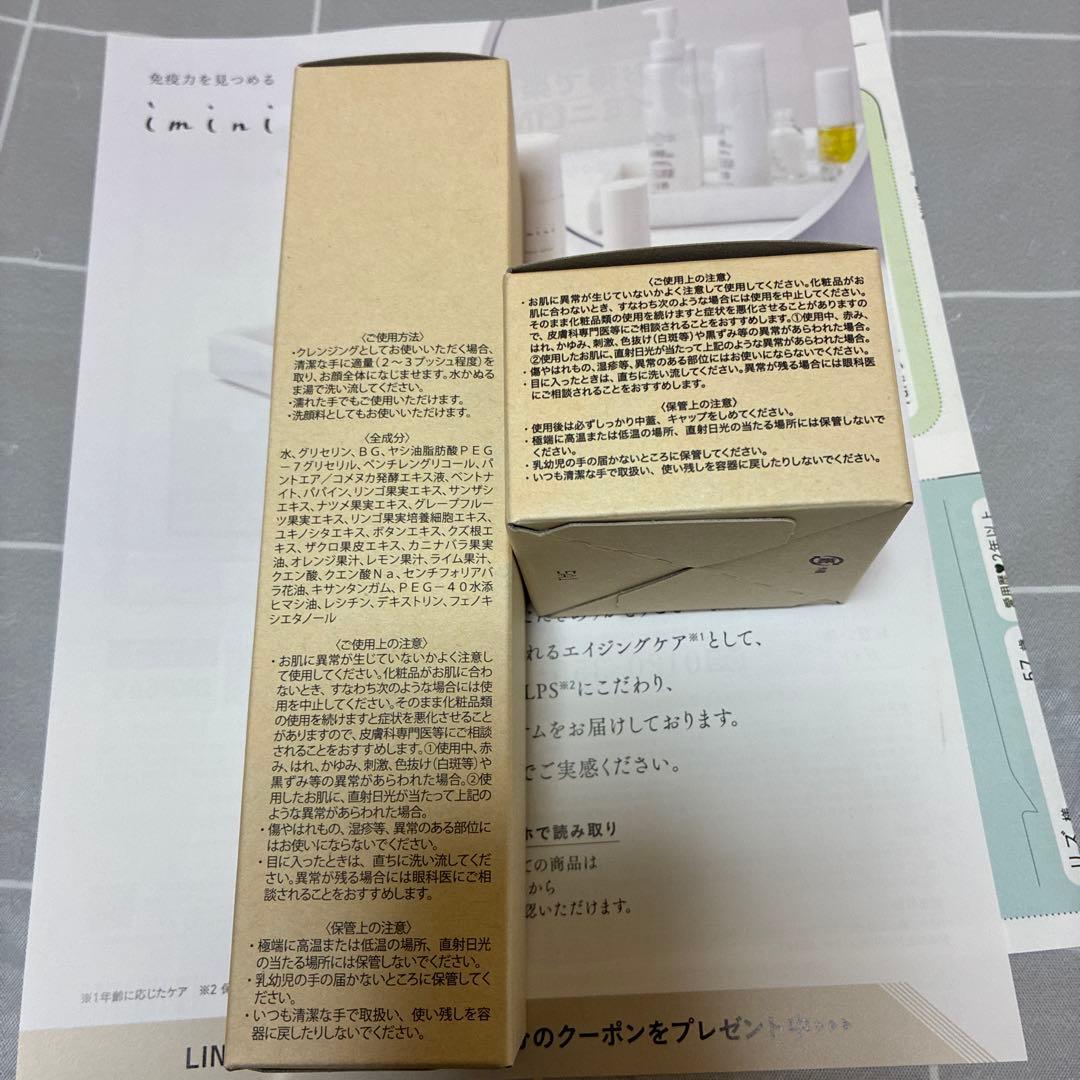 免疫力を見つめる
imini
〈ご使用方法〉
・クレンジングとしてお使いいただく場合、
清潔な手に適量（2〜3プッシュ程度）を
取り、お顔全体になじませます。水かぬる
ま湯で洗い流してください。
・濡れた手でもご使用いただけます。
・洗顔料としてもお使いいただけます。
〈全成分〉
水、グリセリン、ＢＧ、ヤシ油脂肪酸ＰＥＧ
－７グリセリル、ペンチレングリコール、パ
ントエア／コメヌカ発酵エキス液、ベントナ
イト、パパイン、リンゴ果実エキス、サンザシ
エキス、ナツメ果実エキス、グレープフルー
ツ果実エキス、リンゴ果実培養細胞エキス、
ユキノシタエキス、ボタンエキス、クズ根エ
キス、ザクロ果皮エキス、カニナバラ果実
油、オレンジ果汁、レモン果汁、ライム果汁、
クエン酸、クエン酸Ｎａ、センチフォリアバ
ラ花油、キサンタンガム、ＰＥＧ－４０水添
ヒマシ油、レシチン、デキストリン、フェノキ
シエタノール
〈ご使用上の注意〉
・お肌に異常が生じていないかよく注意し
て使用してください。化粧品がお肌に合わ
ないとき、すなわち次のような場合には使
用を中止してください。そのまま化粧品類
の使用を続けますと症状を悪化させること
がありますので、皮膚科専門医等にご相談
されることをおすすめします。①使用中、赤
み、はれ、かゆみ、刺激、色抜け（白斑等）や
黒ずみ等の異常があらわれた場合。②使
用したお肌に、直射日光が当たって上記の
ような異常があらわれた場合。
・傷やはれもの、湿疹等、異常のある部位に
はお使いにならないでください。
・目に入ったときは、直ちに洗い流してくだ
さい。異常が残る場合には眼科医にご相
談されることをおすすめします。
〈保管上の注意〉
・極端に高温または低温の場所、直射日光
の当たる場所には保管しないでください。
・乳幼児の手の届かないところに保管してく
ださい。
・いつも清潔な手で取扱い、使い残しを容
器に戻したりしないでください。
〈ご使用上の注意〉
・お肌に異常が生じていないかよく注意して使用してください。化粧品がお
肌に合わないとき、すなわち次のような場合には使用を中止してください。
そのまま化粧品類の使用を続けますと症状を悪化させることがありますの
で、皮膚科専門医等にご相談されることをおすすめします。①使用中、赤み、
はれ、かゆみ、刺激、色抜け（白斑等）や黒ずみ等の異常があらわれた場合。
②使用したお肌に、直射日光が当たって上記のような異常があらわれた場合。
・傷やはれもの、湿疹等、異常のある部位にはお使いにならないでください。
・目に入ったときは、直ちに洗い流してください。異常が残る場合には眼科医
にご相談されることをおすすめします。
〈保管上の注意〉
・使用後は必ずしっかり中蓋、キャップをしめてください。
・極端に高温または低温の場所、直射日光の当たる場所には保管しないで
ください。
・乳幼児の手の届かないところに保管してください。
・いつも清潔な手で取扱い、使い残しを容器に戻したりしないでください。
れるエイジングケア※1として、
LPS※2にこだわり、
ムをお届けしております。
でご実感ください。
ホで読み取り
ての商品は
から
認いただけます。
※1年齢に応じたケア ※2
LIN
のクーポンをプレゼント
愛用歴♥2年以上
57 歳
リズ 様